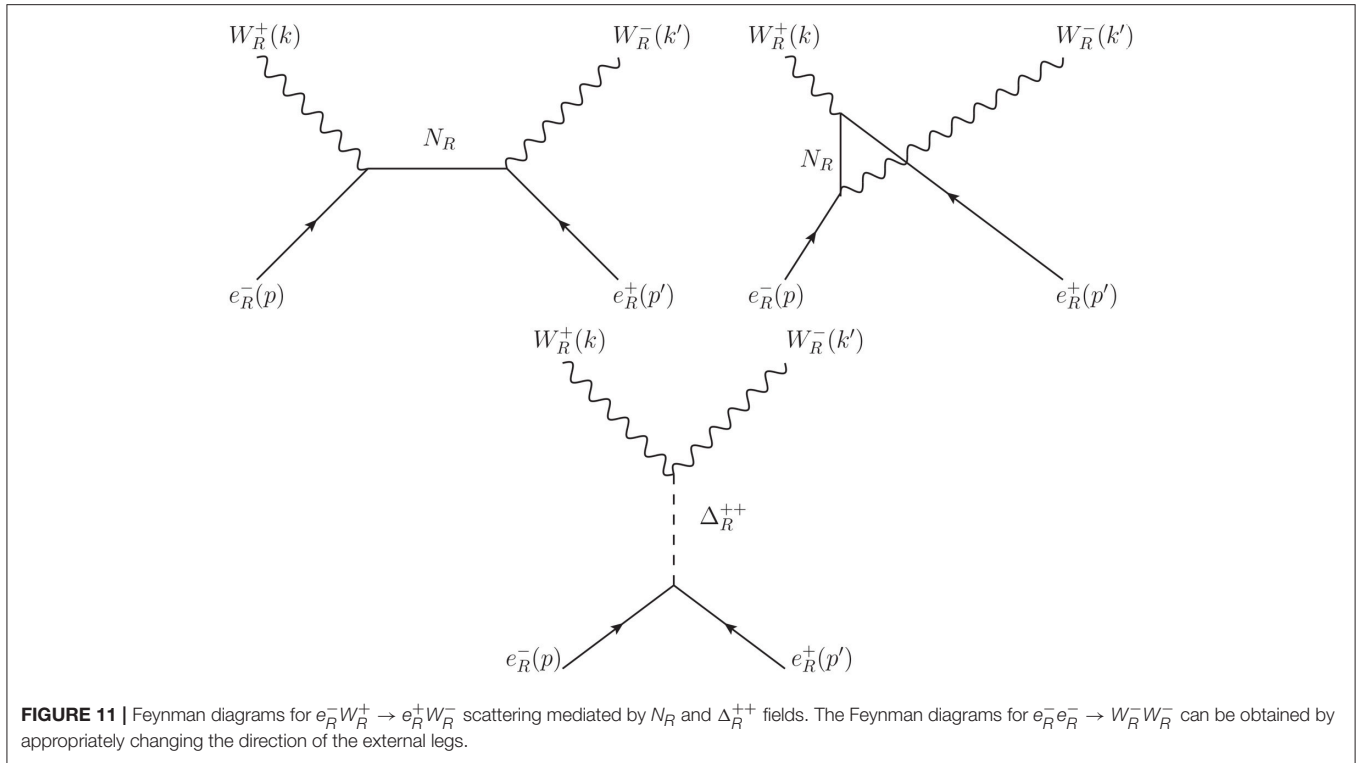 W_R^+(k) W_R^-(k') W_R^+(k) W_R^-(k')
N_R
N_R
e_R^-(p) e_R^+(p') e_R^-(p) e_R^+(p')
W_R^+(k) W_R^-(k')
Δ_R^{++}
e_R^-(p) e_R^+(p')
FIGURE 11 | Feynman diagrams for e_R^- W_R^+ → e_R^+ W_R^- scattering mediated by N_R and Δ_R^{++} fields. The Feynman diagrams for e_R^- e_R^- → W_R^- W_R^- can be obtained by
appropriately changing the direction of the external legs.